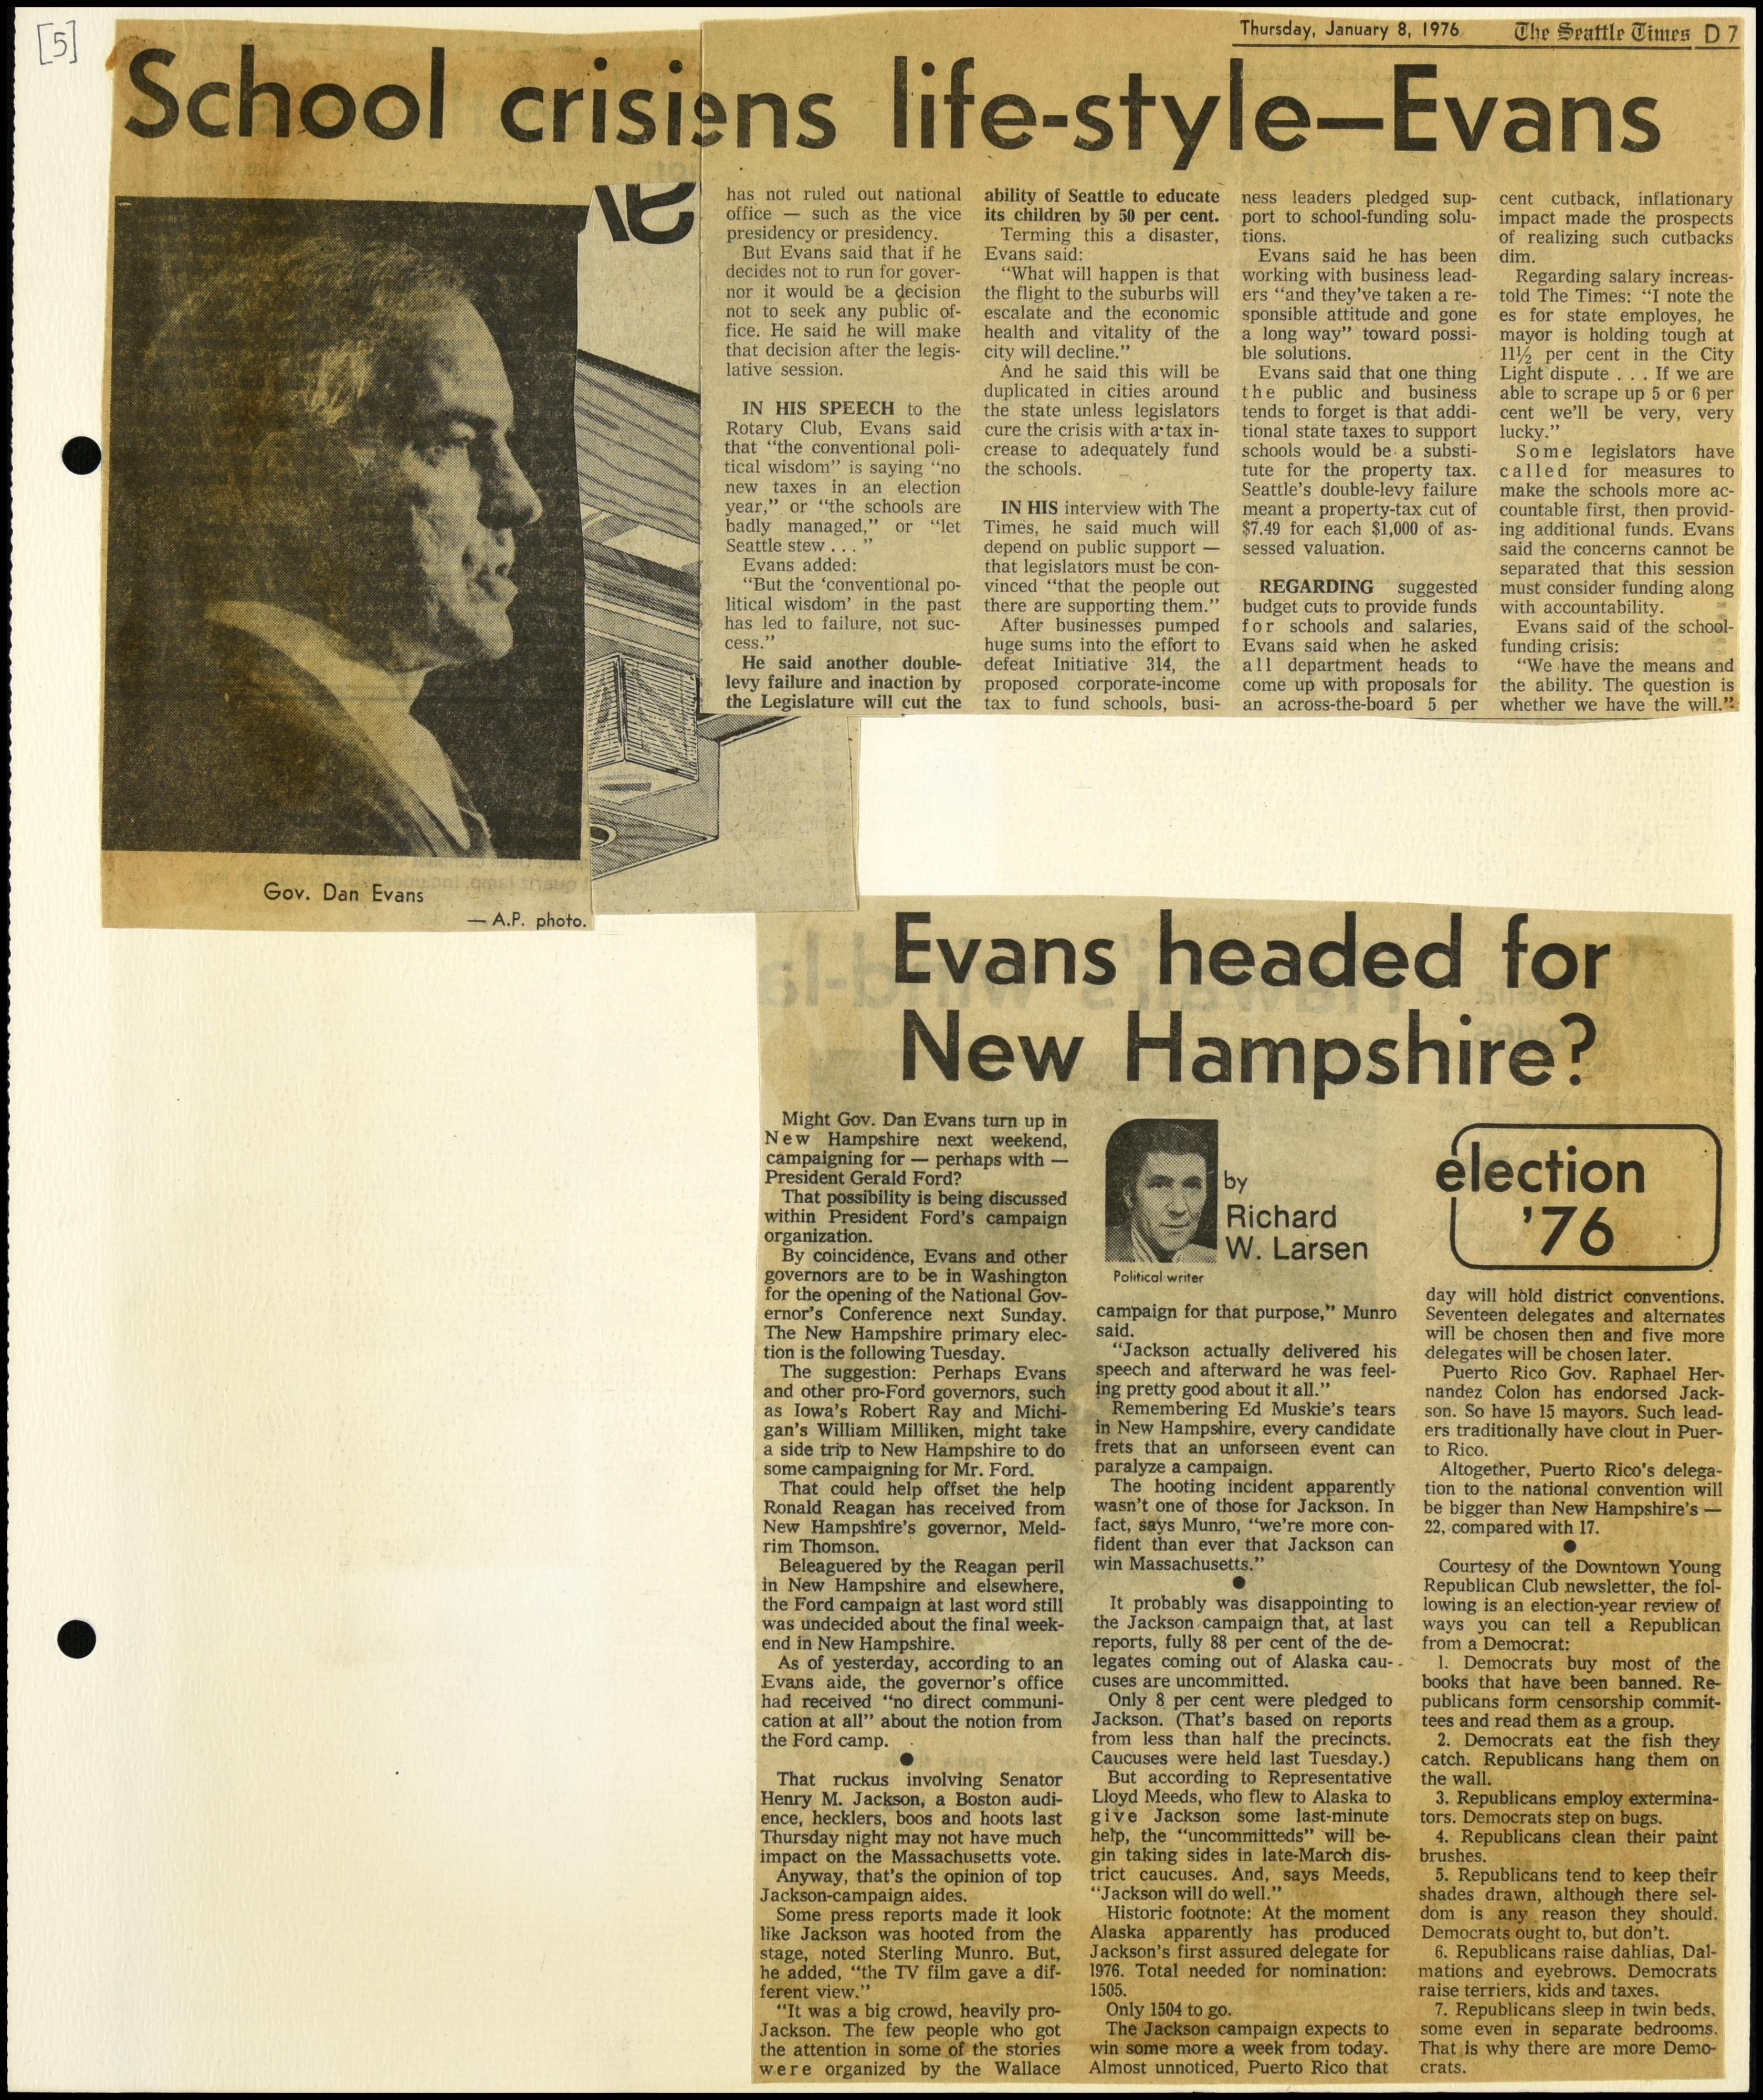 [5]
Thursday, January 8, 1976 The Seattle Times D 7
School crisiens life-style—Evans
Gov. Dan Evans
— A.P. photo.
has not ruled out national
office — such as the vice
presidency or presidency.
But Evans said that if he
decides not to run for gover-
nor it would be a decision
not to seek any public of-
fice. He said he will make
that decision after the legis-
lative session.
IN HIS SPEECH to the
Rotary Club, Evans said
that “the conventional poli-
tical wisdom” is saying “no
new taxes in an election
year,” or “the schools are
badly managed,” or “let
Seattle stew . . . ”
Evans added:
“But the ‘conventional po-
litical wisdom’ in the past
has led to failure, not suc-
cess.”
He said another double-
levy failure and inaction by
the Legislature will cut the
ability of Seattle to educate
its children by 50 per cent.
Terming this a disaster,
Evans said:
“What will happen is that
the flight to the suburbs will
escalate and the economic
health and vitality of the
city will decline.”
And he said this will be
duplicated in cities around
the state unless legislators
cure the crisis with a tax in-
crease to adequately fund
the schools.
IN HIS interview with The
Times, he said much will
depend on public support —
that legislators must be con-
vinced “that the people out
there are supporting them.”
After businesses pumped
huge sums into the effort to
defeat Initiative 314, the
proposed corporate-income
tax to fund schools, busi-
ness leaders pledged sup-
port to school-funding solu-
tions.
Evans said he has been
working with business lead-
ers “and they’ve taken a re-
sponsible attitude and gone
a long way” toward possi-
ble solutions.
Evans said that one thing
the public and business
tends to forget is that addi-
tional state taxes to support
schools would be a substi-
tute for the property tax.
Seattle’s double-levy failure
meant a property-tax cut of
$7.49 for each $1,000 of as-
sessed valuation.
REGARDING suggested
budget cuts to provide funds
for schools and salaries,
Evans said when he asked
all department heads to
come up with proposals for
an across-the-board 5 per
cent cutback, inflationary
impact made the prospects
of realizing such cutbacks
dim.
Regarding salary increas-
told The Times: “I note the
es for state employes, he
mayor is holding tough at
11½ per cent in the City
Light dispute . . . If we are
able to scrape up 5 or 6 per
cent we’ll be very, very
lucky.”
Some legislators have
called for measures to
make the schools more ac-
countable first, then provid-
ing additional funds. Evans
said the concerns cannot be
separated that this session
must consider funding along
with accountability.
Evans said of the school-
funding crisis:
“We have the means and
the ability. The question is
whether we have the will.”
Evans headed for
New Hampshire?
Might Gov. Dan Evans turn up in
New Hampshire next weekend,
campaigning for — perhaps with —
President Gerald Ford?
That possibility is being discussed
within President Ford’s campaign
organization.
By coincidence, Evans and other
governors are to be in Washington
for the opening of the National Gov-
ernor’s Conference next Sunday.
The New Hampshire primary elec-
tion is the following Tuesday.
The suggestion: Perhaps Evans
and other pro-Ford governors, such
as Iowa’s Robert Ray and Michi-
gan’s William Milliken, might take
a side trip to New Hampshire to do
some campaigning for Mr. Ford.
That could help offset the help
Ronald Reagan has received from
New Hampshire’s governor, Meld-
rim Thomson.
Beleaguered by the Reagan peril
in New Hampshire and elsewhere,
the Ford campaign at last word still
was undecided about the final week-
end in New Hampshire.
As of yesterday, according to an
Evans aide, the governor’s office
had received “no direct communi-
cation at all” about the notion from
the Ford camp.
●
That ruckus involving Senator
Henry M. Jackson, a Boston audi-
ence, hecklers, boos and hoots last
Thursday night may not have much
impact on the Massachusetts vote.
Anyway, that’s the opinion of top
Jackson-campaign aides.
Some press reports made it look
like Jackson was hooted from the
stage, noted Sterling Munro. But,
he added, “the TV film gave a dif-
ferent view.”
“It was a big crowd, heavily pro-
Jackson. The few people who got
the attention in some of the stories
were organized by the Wallace
by
Richard
W. Larsen
Political writer
campaign for that purpose,” Munro
said.
“Jackson actually delivered his
speech and afterward he was feel-
ing pretty good about it all.”
Remembering Ed Muskie’s tears
in New Hampshire, every candidate
frets that an unforseen event can
paralyze a campaign.
The hooting incident apparently
wasn’t one of those for Jackson. In
fact, says Munro, “we’re more con-
fident than ever that Jackson can
win Massachusetts.”
●
It probably was disappointing to
the Jackson campaign that, at last
reports, fully 88 per cent of the de-
legates coming out of Alaska cau-
cuses are uncommitted.
Only 8 per cent were pledged to
Jackson. (That’s based on reports
from less than half the precincts.
Caucuses were held last Tuesday.)
But according to Representative
Lloyd Meeds, who flew to Alaska to
give Jackson some last-minute
help, the “uncommitteds” will be-
gin taking sides in late-March dis-
trict caucuses. And, says Meeds,
“Jackson will do well.”
Historic footnote: At the moment
Alaska apparently has produced
Jackson’s first assured delegate for
1976. Total needed for nomination:
1505.
Only 1504 to go.
The Jackson campaign expects to
win some more a week from today.
Almost unnoticed, Puerto Rico that
election
’76
day will hold district conventions.
Seventeen delegates and alternates
will be chosen then and five more
delegates will be chosen later.
Puerto Rico Gov. Raphael Her-
nandez Colon has endorsed Jack-
son. So have 15 mayors. Such lead-
ers traditionally have clout in Puer-
to Rico.
Altogether, Puerto Rico’s delega-
tion to the national convention will
be bigger than New Hampshire’s —
22, compared with 17.
●
Courtesy of the Downtown Young
Republican Club newsletter, the fol-
lowing is an election-year review of
ways you can tell a Republican
from a Democrat:
1. Democrats buy most of the
books that have been banned. Re-
publicans form censorship commit-
tees and read them as a group.
2. Democrats eat the fish they
catch. Republicans hang them on
the wall.
3. Republicans employ extermina-
tors. Democrats step on bugs.
4. Republicans clean their paint
brushes.
5. Republicans tend to keep their
shades drawn, although there sel-
dom is any reason they should.
Democrats ought to, but don’t.
6. Republicans raise dahlias, Dal-
mations and eyebrows. Democrats
raise terriers, kids and taxes.
7. Republicans sleep in twin beds,
some even in separate bedrooms.
That is why there are more Demo-
crats.